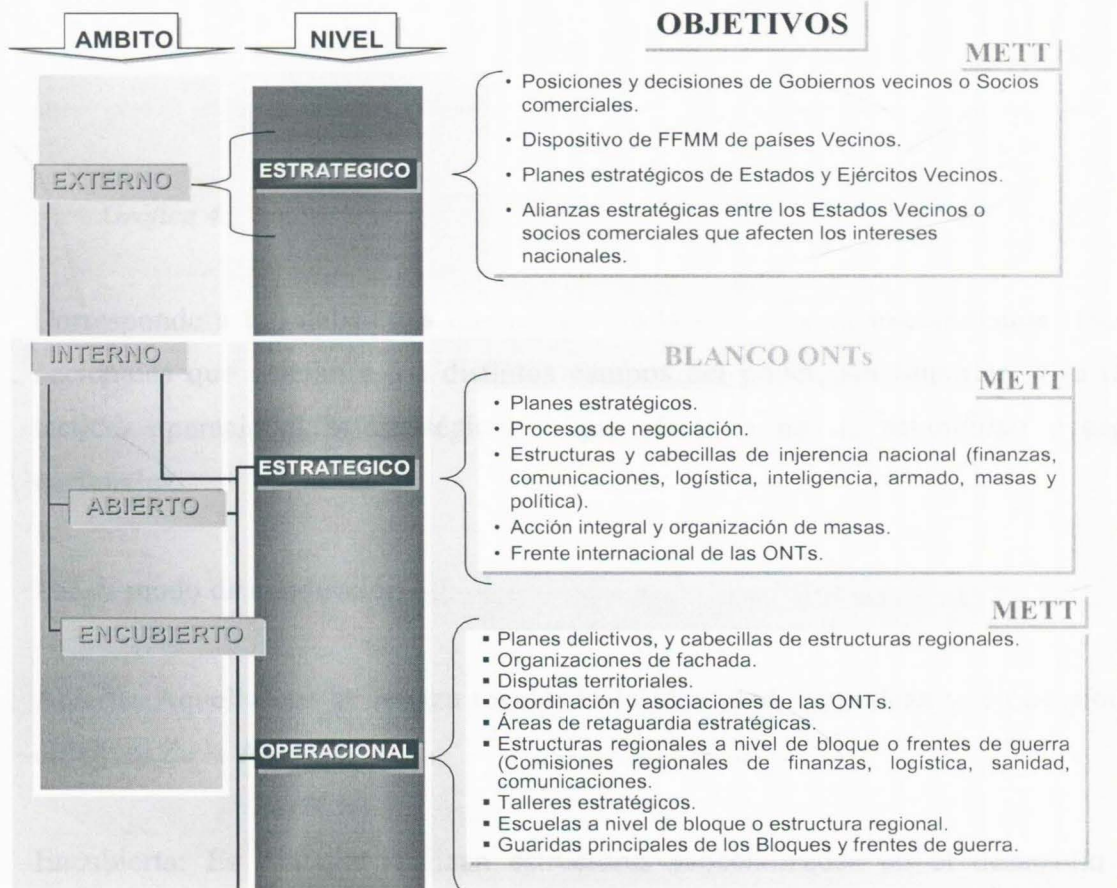 AMBITO
NIVEL
OBJETIVOS
METT
• Posiciones y decisiones de Gobiernos vecinos o Socios
comerciales.
• Dispositivo de FFMM de países Vecinos.
• Planes estratégicos de Estados y Ejércitos Vecinos.
• Alianzas estratégicas entre los Estados Vecinos o
socios comerciales que afecten los intereses
nacionales.
EXTERNO
ESTRATEGICO
INTERNO
BLANCO ONTs
METT
• Planes estratégicos.
• Procesos de negociación.
• Estructuras y cabecillas de injerencia nacional (finanzas,
comunicaciones, logística, inteligencia, armado, masas y
política).
• Acción integral y organización de masas.
• Frente internacional de las ONTs.
ESTRATEGICO
ABIERTO
ENCUBIERTO
METT
▪ Planes delictivos, y cabecillas de estructuras regionales.
▪ Organizaciones de fachada.
▪ Disputas territoriales.
▪ Coordinación y asociaciones de las ONTs.
▪ Áreas de retaguardia estratégicas.
▪ Estructuras regionales a nivel de bloque o frentes de guerra
(Comisiones regionales de finanzas, logística, sanidad,
comunicaciones.
▪ Talleres estratégicos.
▪ Escuelas a nivel de bloque o estructura regional.
▪ Guaridas principales de los Bloques y frentes de guerra.
OPERACIONAL